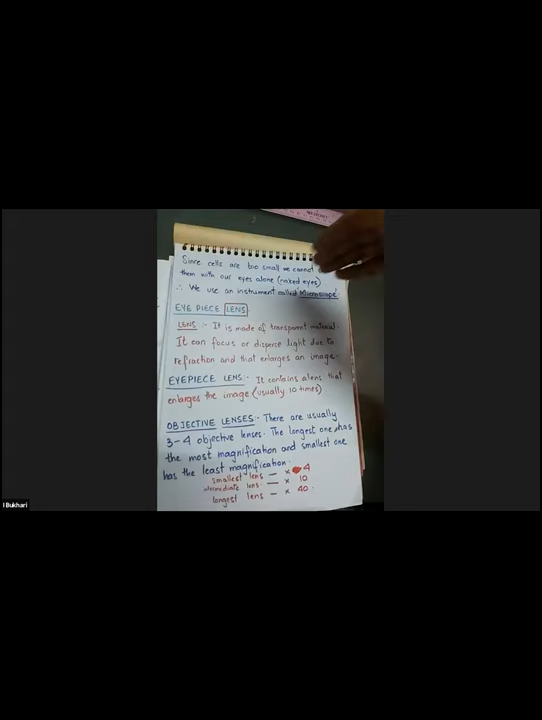 Since cells are too small we cannot
them with our eyes alone (naked eyes)
∴ We use an instrument called Microscope.
EYE PIECE LENS
LENS :- It is made of transparent material.
It can focus or disperse light due to
refraction and that enlarges an image.
EYEPIECE LENS:- It contains a lens that
enlarges the image (usually 10 times)
OBJECTIVE LENSES:- There are usually
3-4 objective lenses. The longest one has
the most magnification and smallest one
has the least magnification.
smallest lens — × 4
intermediate lens — × 10
longest lens — × 40
I Bukhari